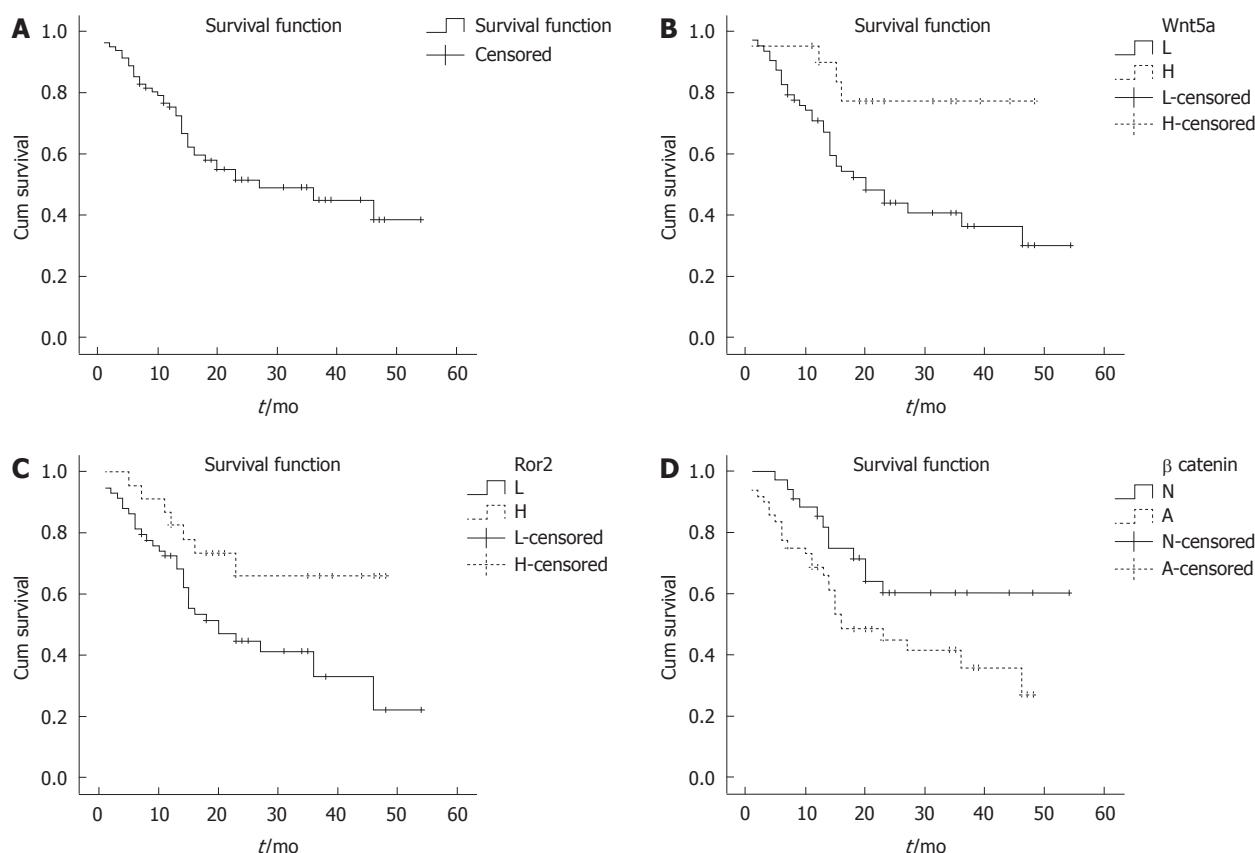 A
Survival function
Survival function
Censored
1.0
0.8
0.6
0.4
0.2
0.0
Cum survival
0 10 20 30 40 50 60
t/mo
B
Survival function
Wnt5a
L
H
L-censored
H-censored
1.0
0.8
0.6
0.4
0.2
0.0
Cum survival
0 10 20 30 40 50 60
t/mo
C
Survival function
Ror2
L
H
L-censored
H-censored
1.0
0.8
0.6
0.4
0.2
0.0
Cum survival
0 10 20 30 40 50 60
t/mo
D
Survival function
β catenin
N
A
N-censored
A-censored
1.0
0.8
0.6
0.4
0.2
0.0
Cum survival
0 10 20 30 40 50 60
t/mo